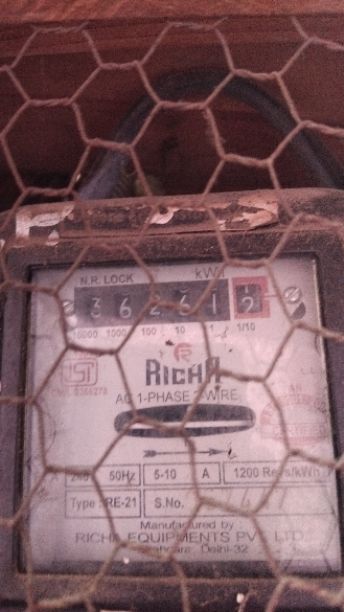 N.R. LOCK kWh
3 6 2 6 1
10000 1000 100 10 1 1/10
RICHA
AC 1-PHASE 2-WIRE
240 50Hz 5-10 A 1200 Revs/kWh
Type : RE-21 S.No.
Manufactured by :
RICHA EQUIPMENTS PVT. LTD.
Delhi-32